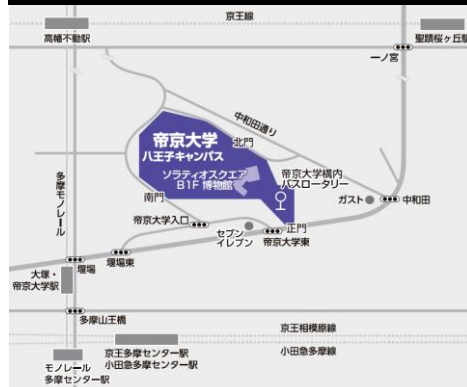 京王線
高幡不動駅
聖蹟桜ヶ丘駅
一ノ宮
中和田通り
帝京大学
八王子キャンパス
北門
ソラティオスクエア
B1F 博物館
帝京大学構内
バスロータリー
多摩モノレール
南門
ガスト
中和田
帝京大学入口
セブン
イレブン
正門
帝京大学東
堰場
堰場東
大塚・
帝京大学駅
多摩山王橋
京王相模原線
京王多摩センター駅
小田急多摩センター駅
小田急多摩線
モノレール
多摩センター駅